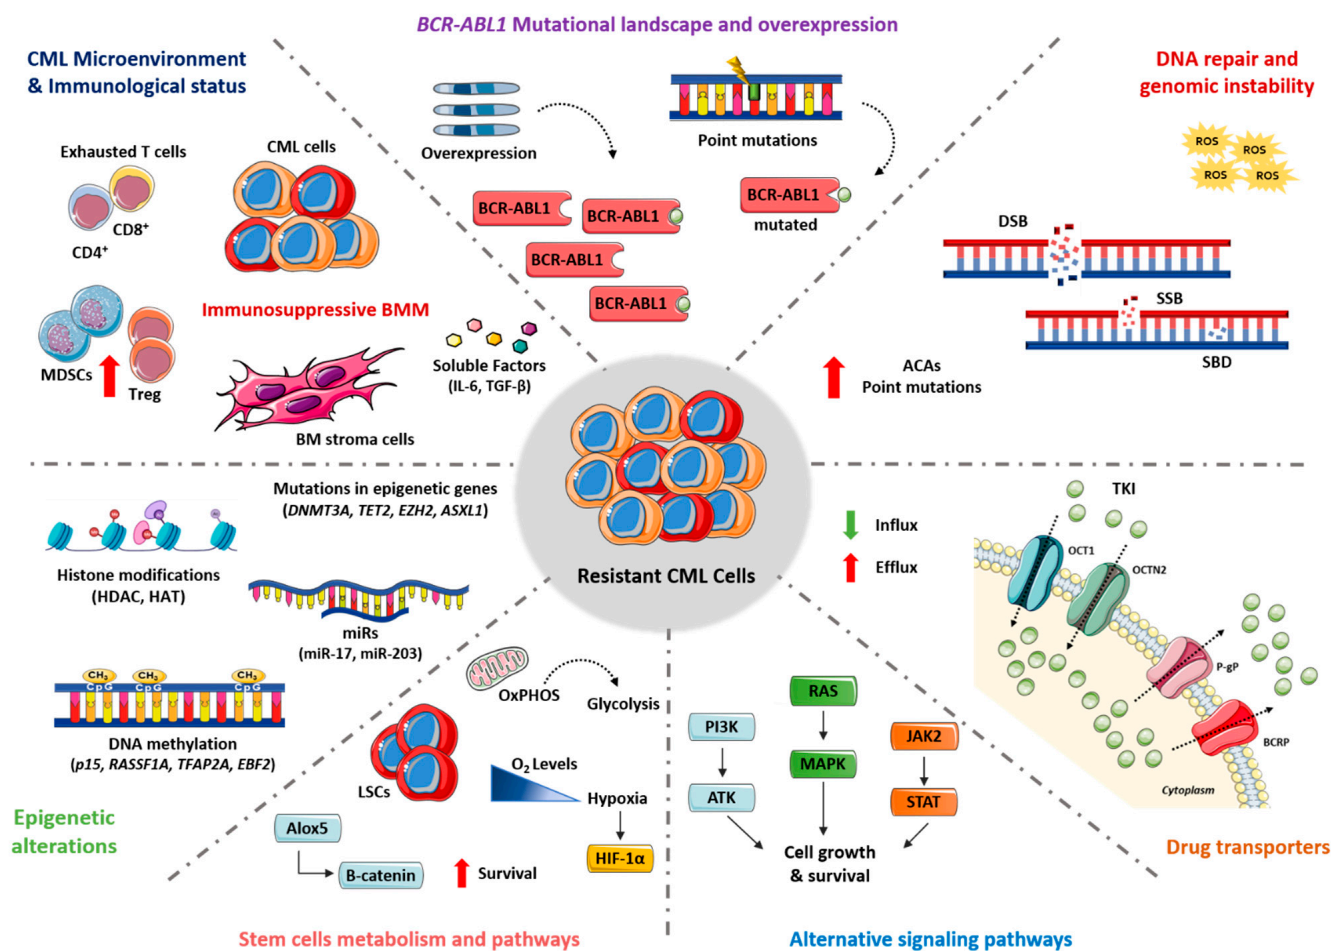 BCR-ABL1 Mutational landscape and overexpression
CML Microenvironment
& Immunological status
Exhausted T cells
CD8⁺
CD4⁺
CML cells
Immunosuppressive BMM
MDSCs
Treg
BM stroma cells
Soluble Factors
(IL-6, TGF-β)
Overexpression
Point mutations
BCR-ABL1
BCR-ABL1
BCR-ABL1
BCR-ABL1
BCR-ABL1
mutated
DNA repair and
genomic instability
ROS
ROS
ROS
ROS
DSB
SSB
SBD
ACAs
Point mutations
Resistant CML Cells
Mutations in epigenetic genes
(DNMT3A, TET2, EZH2, ASXL1)
Histone modifications
(HDAC, HAT)
miRs
(miR-17, miR-203)
CH₃
CH₃
CH₃
CpG
CpG
CpG
DNA methylation
(p15, RASSF1A, TFAP2A, EBF2)
Epigenetic
alterations
OxPHOS
Glycolysis
LSCs
O₂ Levels
Hypoxia
HIF-1α
Alox5
B-catenin
Survival
Stem cells metabolism and pathways
PI3K
ATK
RAS
MAPK
JAK2
STAT
Cell growth
& survival
Alternative signaling pathways
Influx
Efflux
TKI
OCT1
OCTN2
P-gP
BCRP
Cytoplasm
Drug transporters